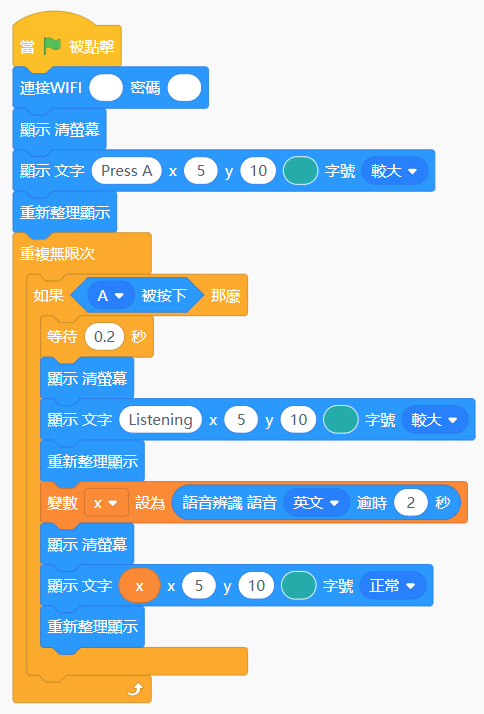 當 被點擊
連接WIFI 密碼
顯示 清螢幕
顯示 文字 Press A x 5 y 10 字號 較大
重新整理顯示
重複無限次
如果 A 被按下 那麼
等待 0.2 秒
顯示 清螢幕
顯示 文字 Listening x 5 y 10 字號 較大
重新整理顯示
變數 x 設為 語音辨識 語音 英文 逾時 2 秒
顯示 清螢幕
顯示 文字 x x 5 y 10 字號 正常
重新整理顯示